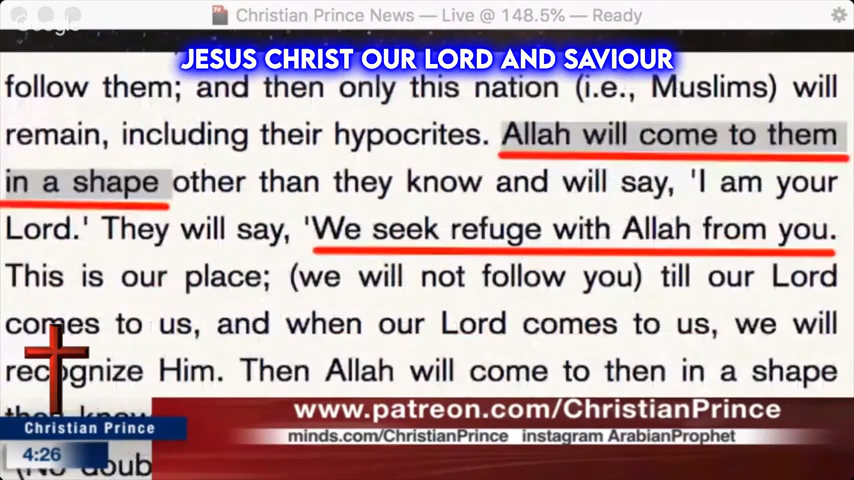 Christian Prince News — Live @ 148.5% — Ready
Google
JESUS CHRIST OUR LORD AND SAVIOUR
follow them; and then only this nation (i.e., Muslims) will
remain, including their hypocrites. Allah will come to them
in a shape other than they know and will say, 'I am your
Lord.' They will say, 'We seek refuge with Allah from you.
This is our place; (we will not follow you) till our Lord
comes to us, and when our Lord comes to us, we will
recognize Him. Then Allah will come to then in a shape
know
www.patreon.com/ChristianPrince
Christian Prince
minds.com/ChristianPrince instagram ArabianProphet
4:26
(No doub